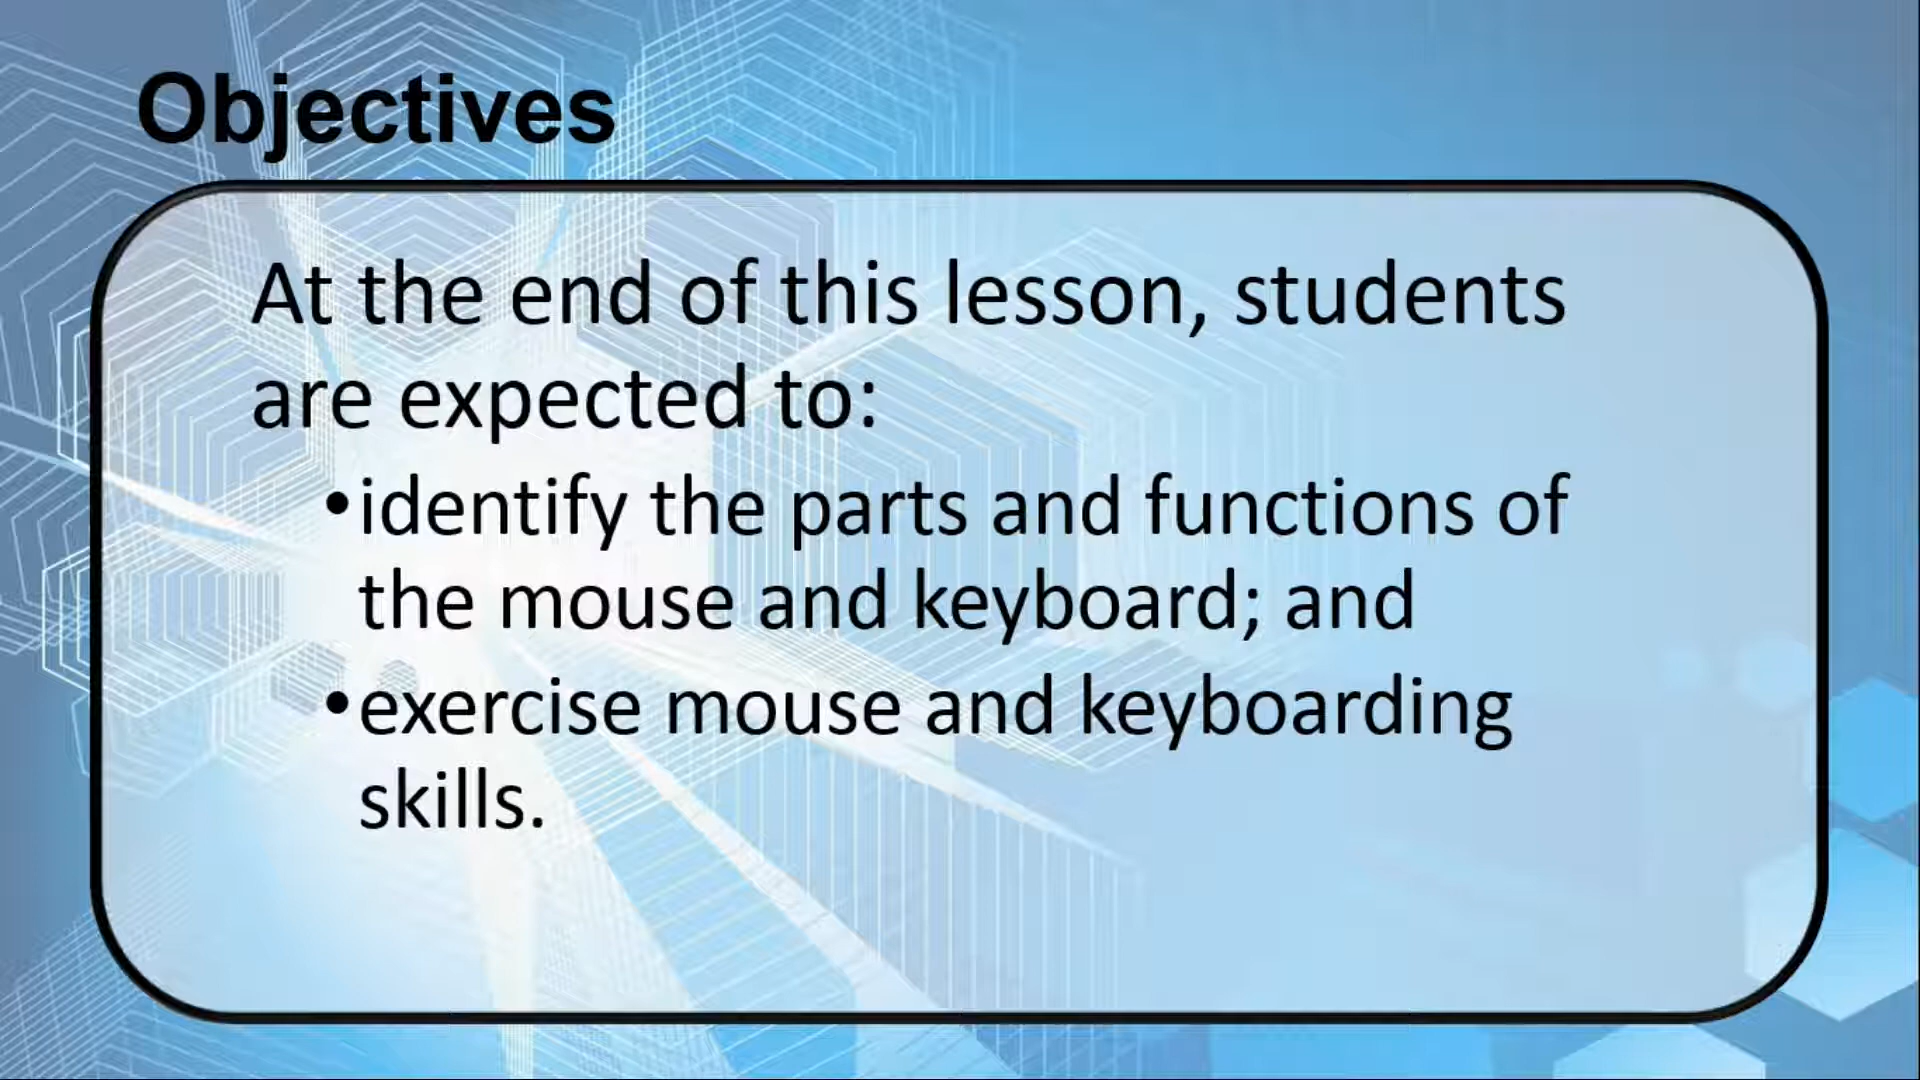 Objectives
At the end of this lesson, students
are expected to:
•identify the parts and functions of
the mouse and keyboard; and
•exercise mouse and keyboarding
skills.